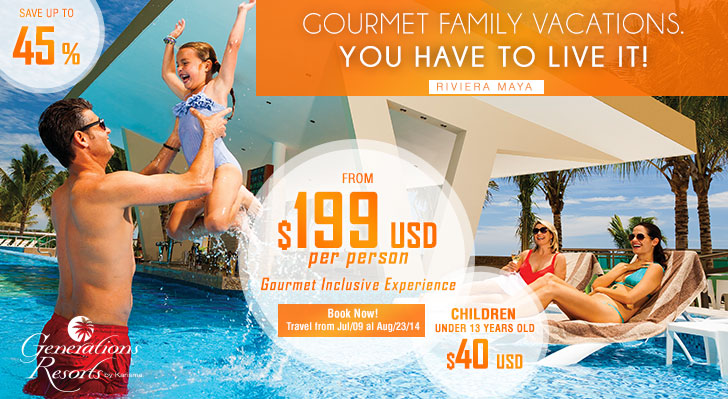 SAVE UP TO
45 %
GOURMET FAMILY VACATIONS.
YOU HAVE TO LIVE IT!
RIVIERA MAYA
FROM
$199 USD
per person
Gourmet Inclusive Experience
Book Now!
Travel from Jul/09 al Aug/23/14
CHILDREN
UNDER 13 YEARS OLD
$40 USD
Generations
Resorts by Karisma